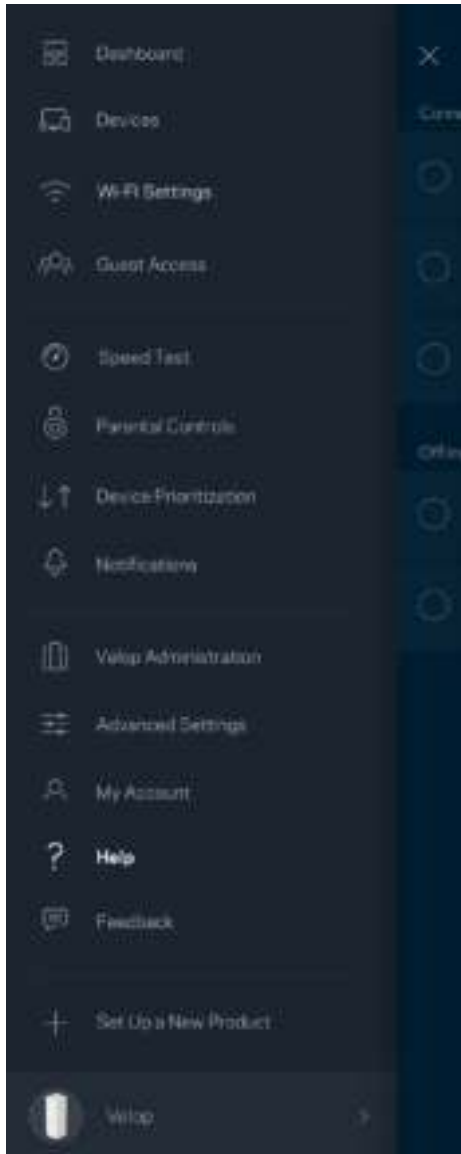 Dashboard
Devices
Wi-Fi Settings
Guest Access
Speed Test
Parental Controls
Device Prioritization
Notifications
Velop Administration
Advanced Settings
My Account
? Help
Feedback
Set Up a New Product
Velop